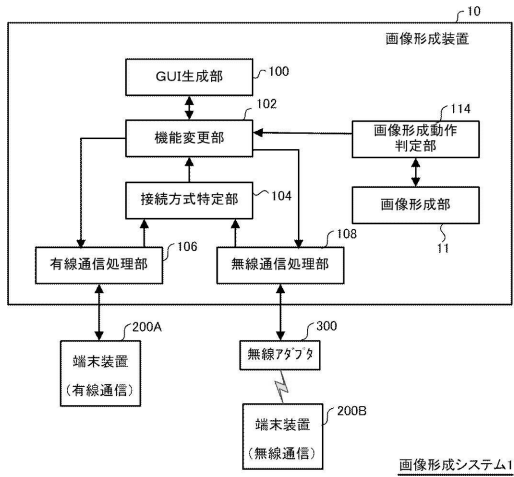 10
画像形成装置
GUI生成部
100
102
機能変更部
114
画像形成動作
判定部
接続方式特定部
104
画像形成部
11
有線通信処理部
106
無線通信処理部
108
200A
端末装置
(有線通信)
300
無線アダプタ
200B
端末装置
(無線通信)
画像形成システム1